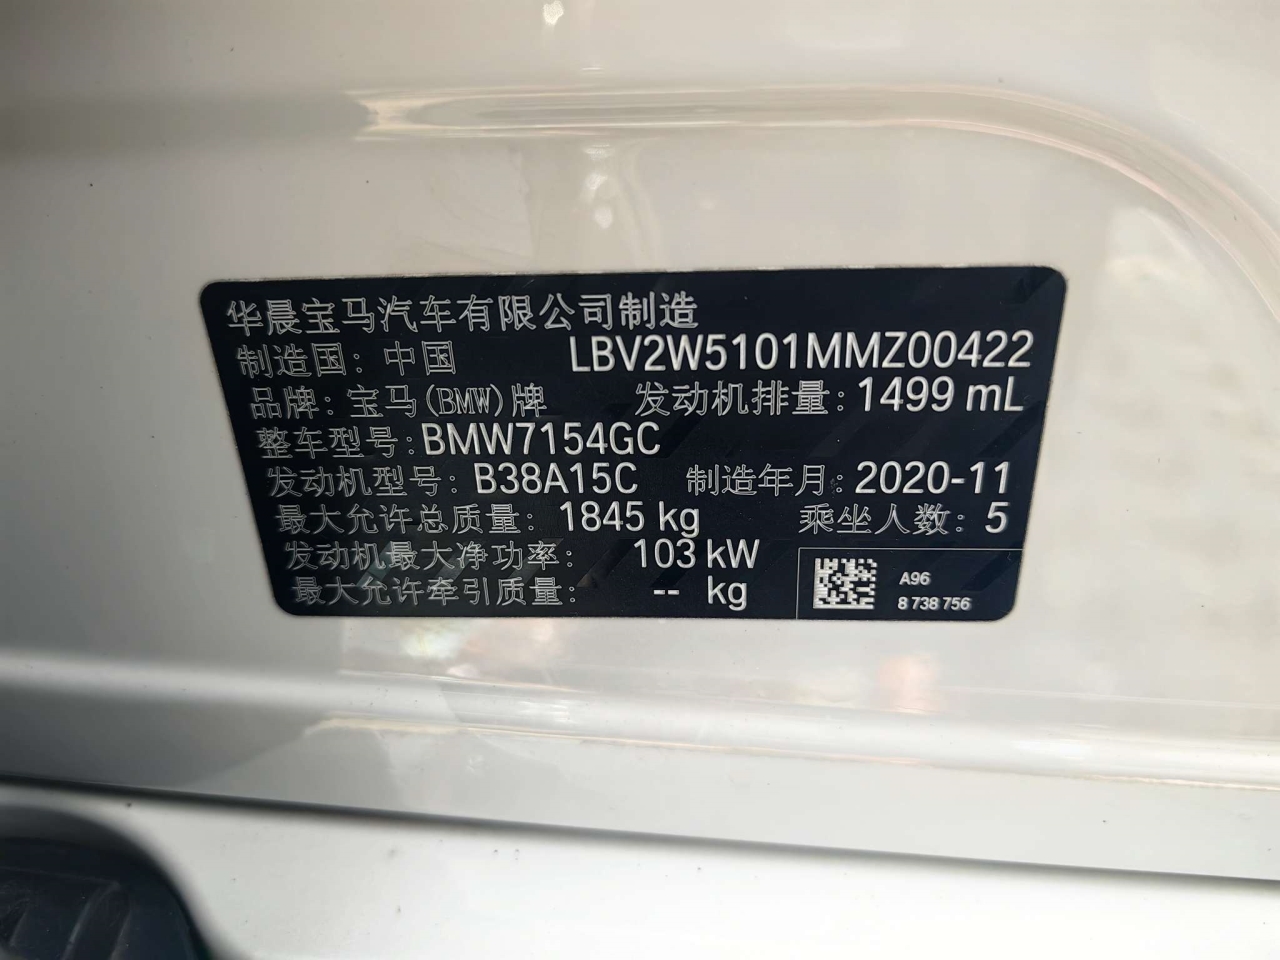 华晨宝马汽车有限公司制造
制造国: 中国 LBV2W5101MMZ00422
品牌: 宝马(BMW)牌 发动机排量: 1499 mL
整车型号: BMW7154GC
发动机型号: B38A15C 制造年月: 2020-11
最大允许总质量: 1845 kg 乘坐人数: 5
发动机最大净功率: 103 kW
最大允许牵引质量: -- kg
A96
8 738 756